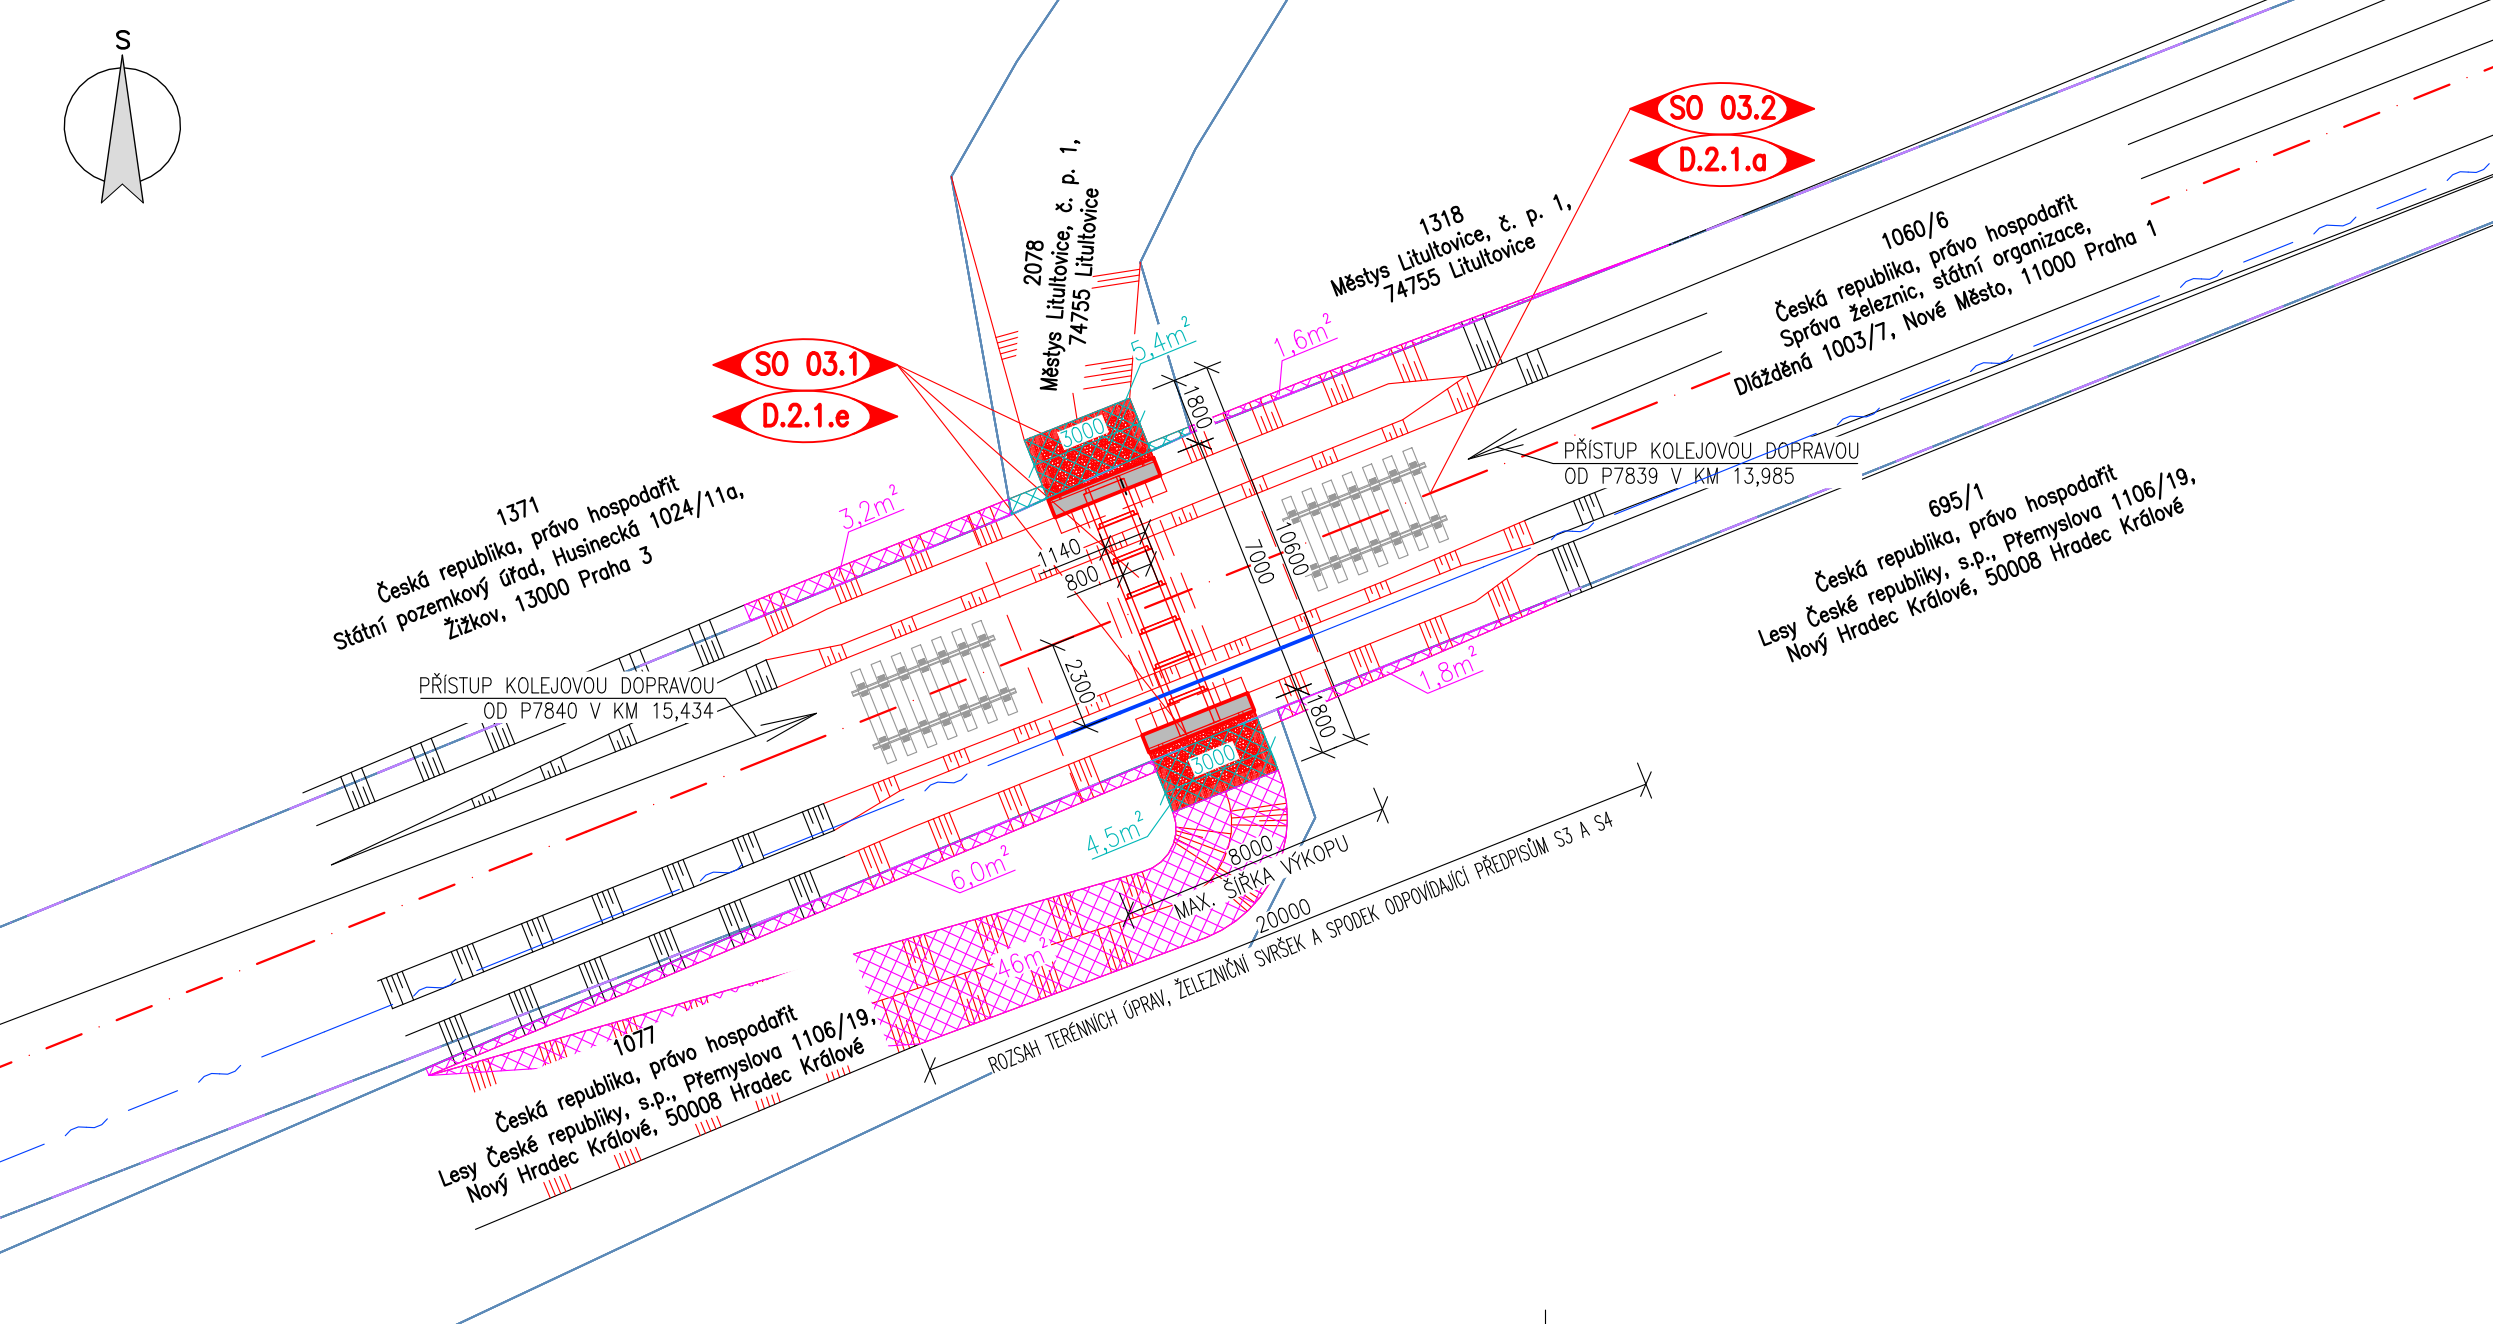 S
SO 03.2
D.2.1.a
2078
Městys Litultovice, č. p. 1,
74755 Litultovice
1318
Městys Litultovice, č. p. 1,
74755 Litultovice
1060/6
Česká republika, právo hospodařit
Správa železnic, státní organizace,
Dlážděná 1003/7, Nové Město, 11000 Praha 1
SO 03.1
D.2.1.e
5,4m²
1,6m²
1800
3000
PŘÍSTUP KOLEJOVOU DOPRAVOU
OD P7839 V KM 13,985
1371
Česká republika, právo hospodařit
Státní pozemkový úřad, Husinecká 1024/11a,
Žižkov, 13000 Praha 3
3,2m²
1140
800
7000
10600
695/1
Česká republika, právo hospodařit
Lesy České republiky, s.p., Přemyslova 1106/19,
Nový Hradec Králové, 50008 Hradec Králové
PŘÍSTUP KOLEJOVOU DOPRAVOU
OD P7840 V KM 15,434
2300
1,8m²
1800
3000
4,5m²
6,0m²
8000
MAX. ŠÍŘKA VÝKOPU
20000
ROZSAH TERÉNNÍCH ÚPRAV, ŽELEZNIČNÍ SVRŠEK A SPODEK ODPOVÍDAJÍCÍ PŘEDPISŮM S3 A S4
46m²
1077
Česká republika, právo hospodařit
Lesy České republiky, s.p., Přemyslova 1106/19,
Nový Hradec Králové, 50008 Hradec Králové